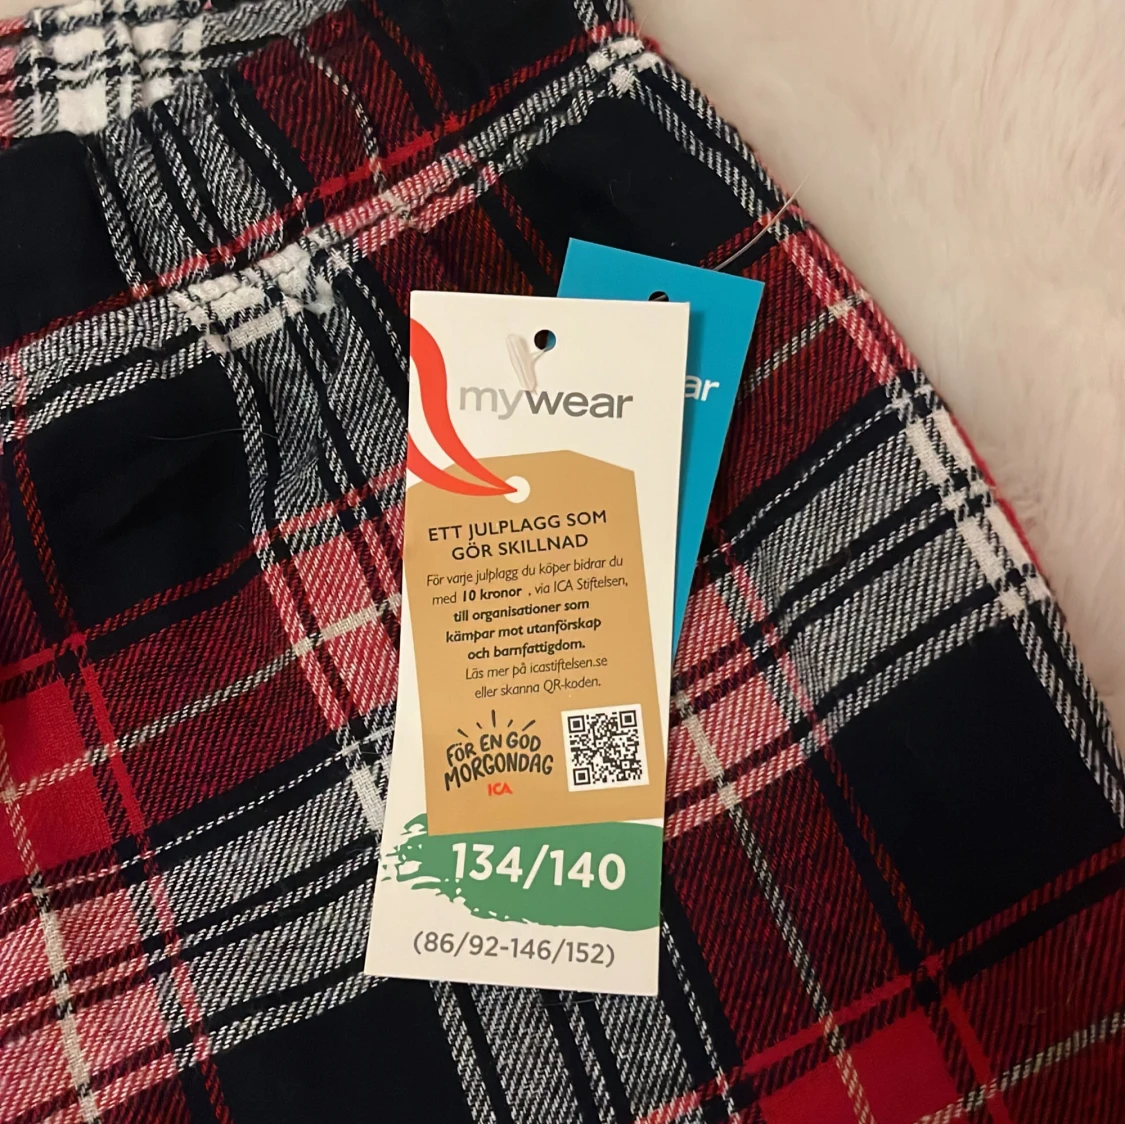 mywear
ar
ETT JULPLAGG SOM
GÖR SKILLNAD
För varje julplagg du köper bidrar du
med 10 kronor , via ICA Stiftelsen,
till organisationer som
kämpar mot utanförskap
och barnfattigdom.
Läs mer på icastiftelsen.se
eller skanna QR-koden.
FÖR EN GOD
MORGONDAG
ICA
134/140
(86/92-146/152)